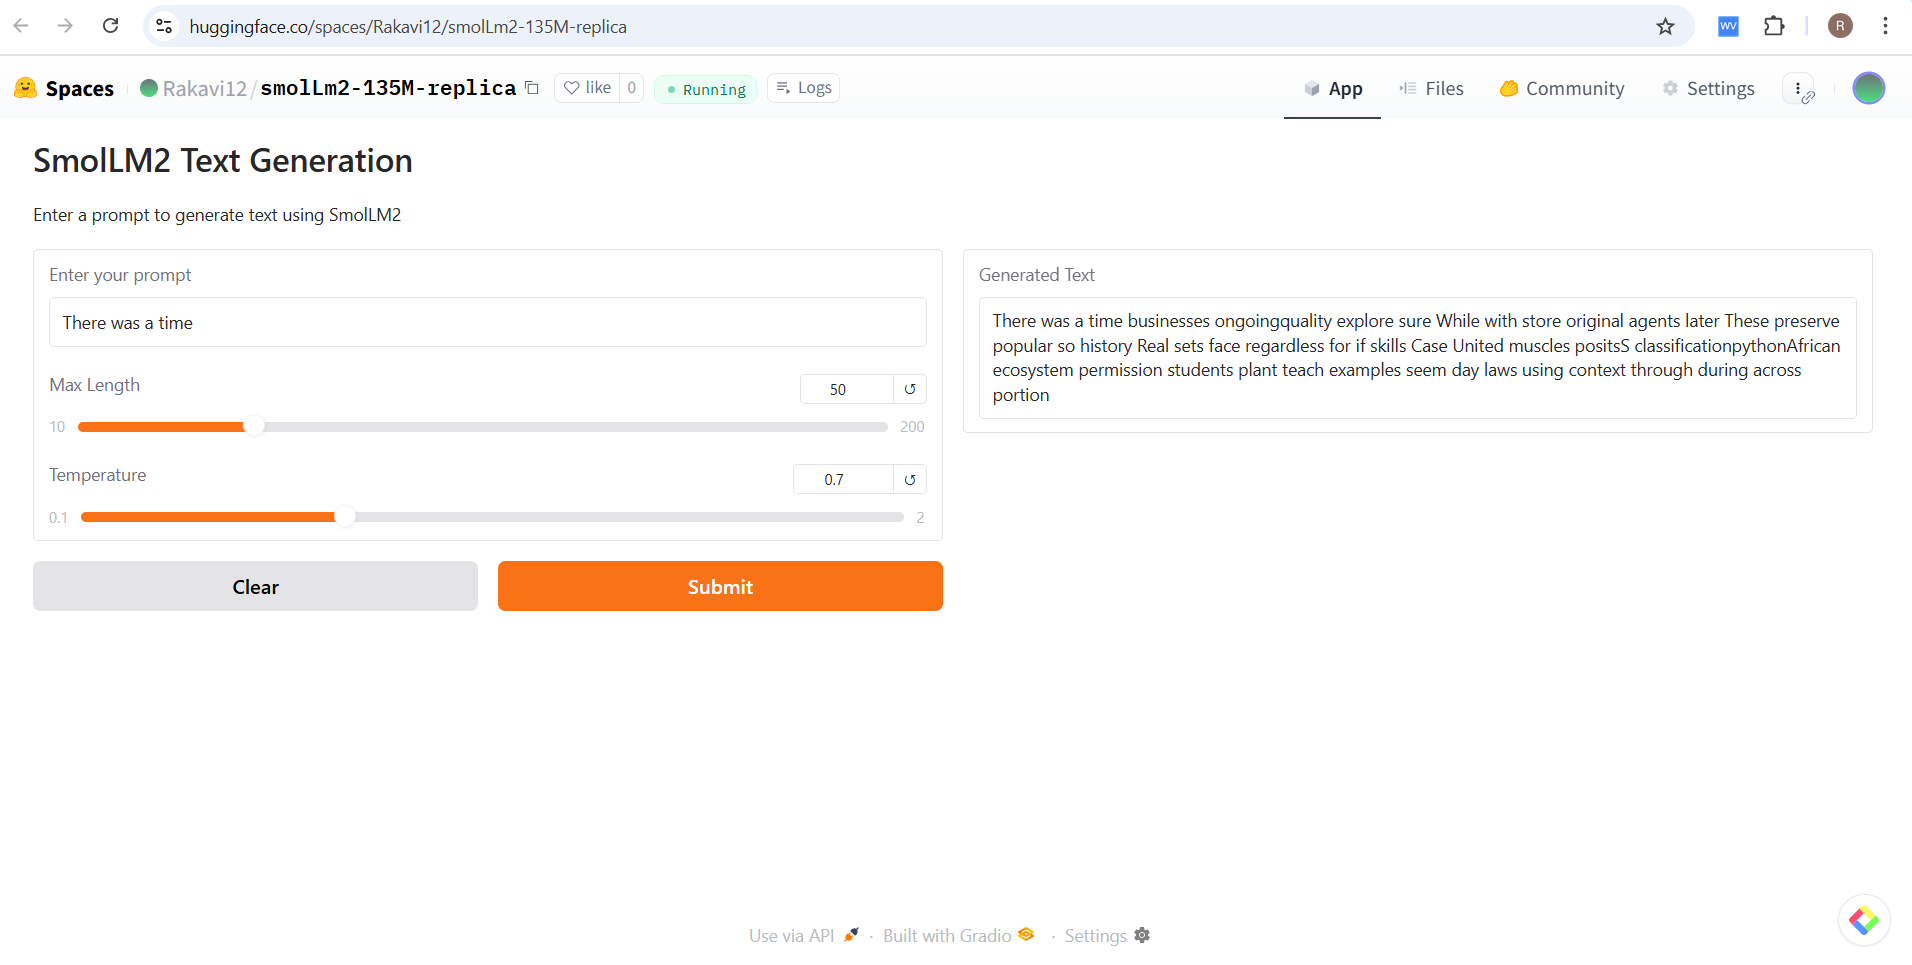 huggingface.co/spaces/Rakavi12/smolLm2-135M-replica
WV
R
Spaces
Rakavi12/smolLm2-135M-replica
like 0
Running
Logs
App
Files
Community
Settings
SmolLM2 Text Generation
Enter a prompt to generate text using SmolLM2
Enter your prompt
There was a time
Max Length
50
10
200
Temperature
0.7
0.1
2
Clear
Submit
Generated Text
There was a time businesses ongoingquality explore sure While with store original agents later These preserve
popular so history Real sets face regardless for if skills Case United muscles positsS classificationpythonAfrican
ecosystem permission students plant teach examples seem day laws using context through during across
portion
Use via API · Built with Gradio · Settings